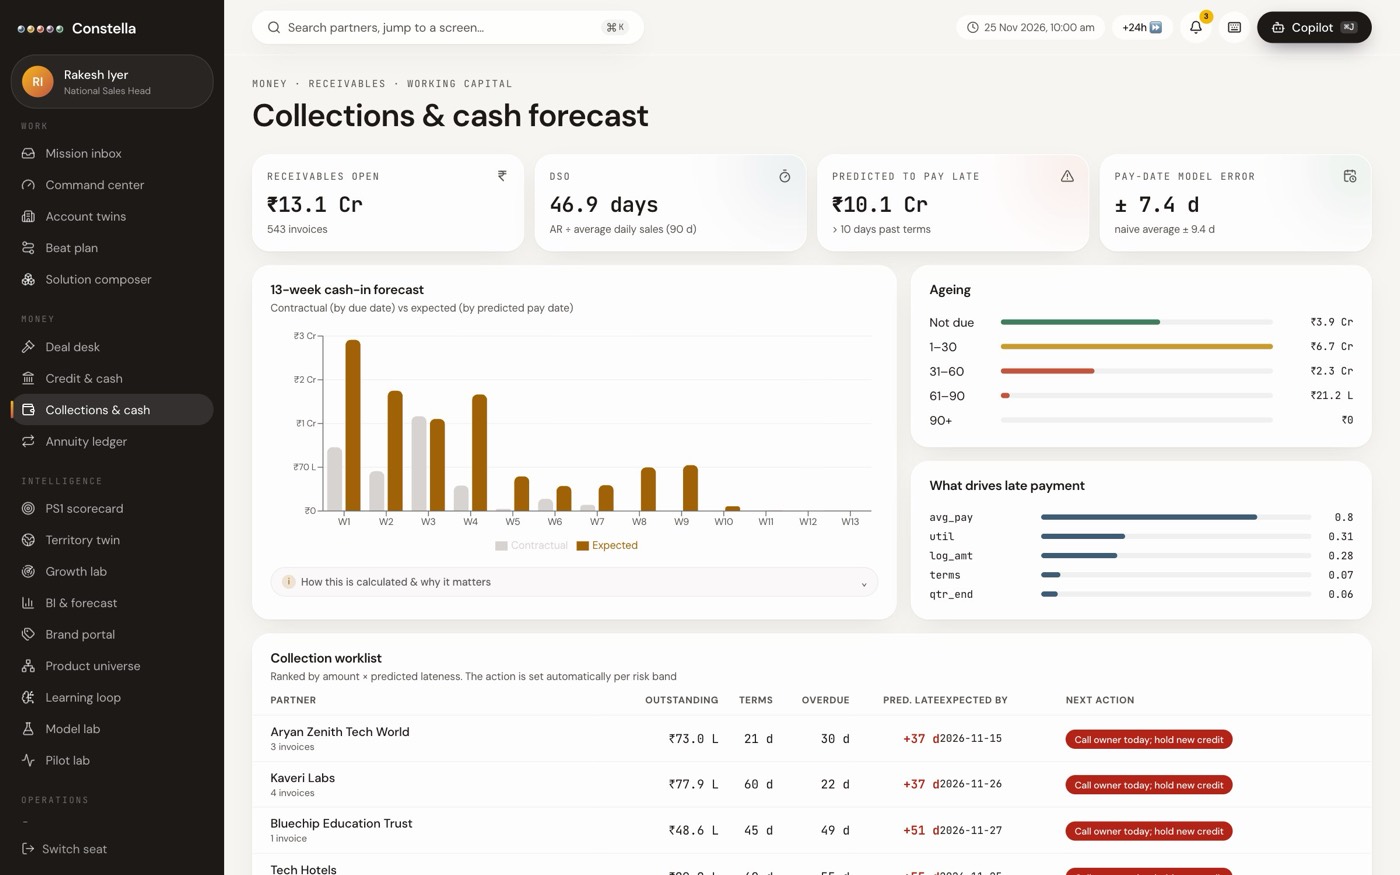 Constella
RI
Rakesh Iyer
National Sales Head
WORK
Mission inbox
Command center
Account twins
Beat plan
Solution composer
MONEY
Deal desk
Credit & cash
Collections & cash
Annuity ledger
INTELLIGENCE
PS1 scorecard
Territory twin
Growth lab
BI & forecast
Brand portal
Product universe
Learning loop
Model lab
Pilot lab
OPERATIONS
Switch seat
Search partners, jump to a screen... ⌘ K
25 Nov 2026, 10:00 am
+24h ⏩
3
Copilot ⌘J
MONEY · RECEIVABLES · WORKING CAPITAL
Collections & cash forecast
RECEIVABLES OPEN ₹
₹13.1 Cr
543 invoices
DSO
46.9 days
AR ÷ average daily sales (90 d)
PREDICTED TO PAY LATE
₹10.1 Cr
> 10 days past terms
PAY-DATE MODEL ERROR
± 7.4 d
naive average ± 9.4 d
13-week cash-in forecast
Contractual (by due date) vs expected (by predicted pay date)
₹3 Cr
₹2 Cr
₹1 Cr
₹70 L
₹0
W1 W2 W3 W4 W5 W6 W7 W8 W9 W10 W11 W12 W13
Contractual Expected
i How this is calculated & why it matters
Ageing
Not due ₹3.9 Cr
1–30 ₹6.7 Cr
31–60 ₹2.3 Cr
61–90 ₹21.2 L
90+ ₹0
What drives late payment
avg_pay 0.8
util 0.31
log_amt 0.28
terms 0.07
qtr_end 0.06
Collection worklist
Ranked by amount × predicted lateness. The action is set automatically per risk band
PARTNER OUTSTANDING TERMS OVERDUE PRED. LATE EXPECTED BY NEXT ACTION
Aryan Zenith Tech World ₹73.0 L 21 d 30 d +37 d 2026-11-15 Call owner today; hold new credit
3 invoices
Kaveri Labs ₹77.9 L 60 d 22 d +37 d 2026-11-26 Call owner today; hold new credit
4 invoices
Bluechip Education Trust ₹48.6 L 45 d 49 d +51 d 2026-11-27 Call owner today; hold new credit
1 invoice
Tech Hotels